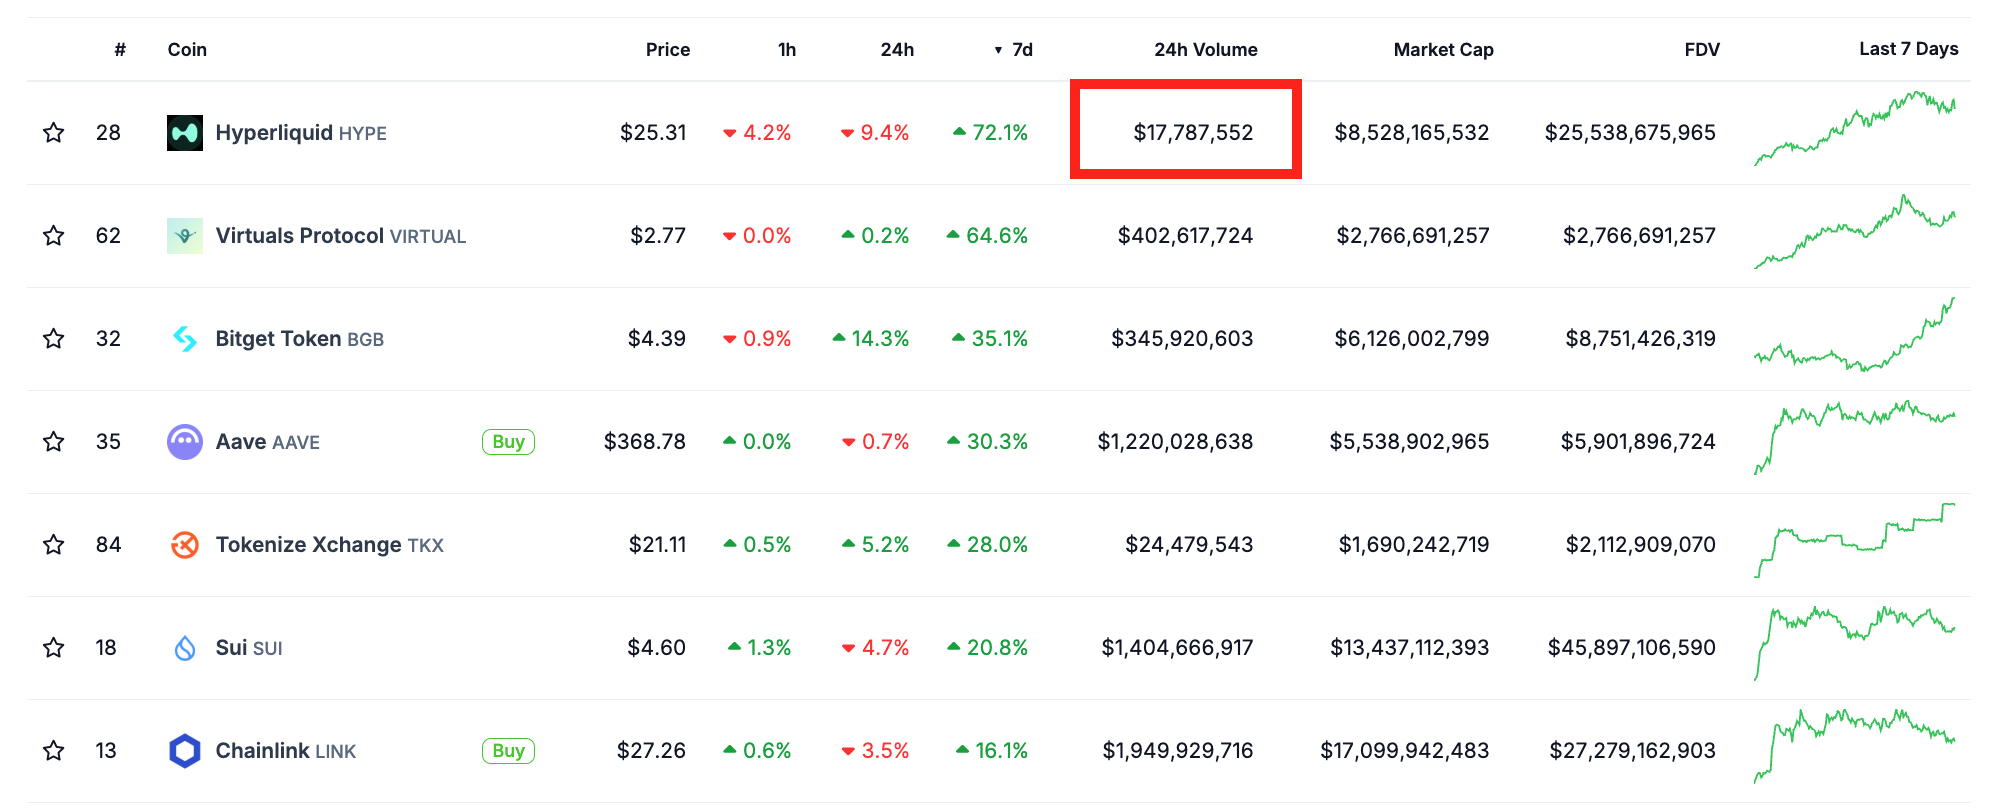 # Coin Price 1h 24h ▼ 7d 24h Volume Market Cap FDV Last 7 Days
28 Hyperliquid HYPE $25.31 ▼ 4.2% ▼ 9.4% ▲ 72.1% $17,787,552 $8,528,165,532 $25,538,675,965
62 Virtuals Protocol VIRTUAL $2.77 ▼ 0.0% ▲ 0.2% ▲ 64.6% $402,617,724 $2,766,691,257 $2,766,691,257
32 Bitget Token BGB $4.39 ▼ 0.9% ▲ 14.3% ▲ 35.1% $345,920,603 $6,126,002,799 $8,751,426,319
35 Aave AAVE Buy $368.78 ▲ 0.0% ▼ 0.7% ▲ 30.3% $1,220,028,638 $5,538,902,965 $5,901,896,724
84 Tokenize Xchange TKX $21.11 ▲ 0.5% ▲ 5.2% ▲ 28.0% $24,479,543 $1,690,242,719 $2,112,909,070
18 Sui SUI $4.60 ▲ 1.3% ▼ 4.7% ▲ 20.8% $1,404,666,917 $13,437,112,393 $45,897,106,590
13 Chainlink LINK Buy $27.26 ▲ 0.6% ▼ 3.5% ▲ 16.1% $1,949,929,716 $17,099,942,483 $27,279,162,903